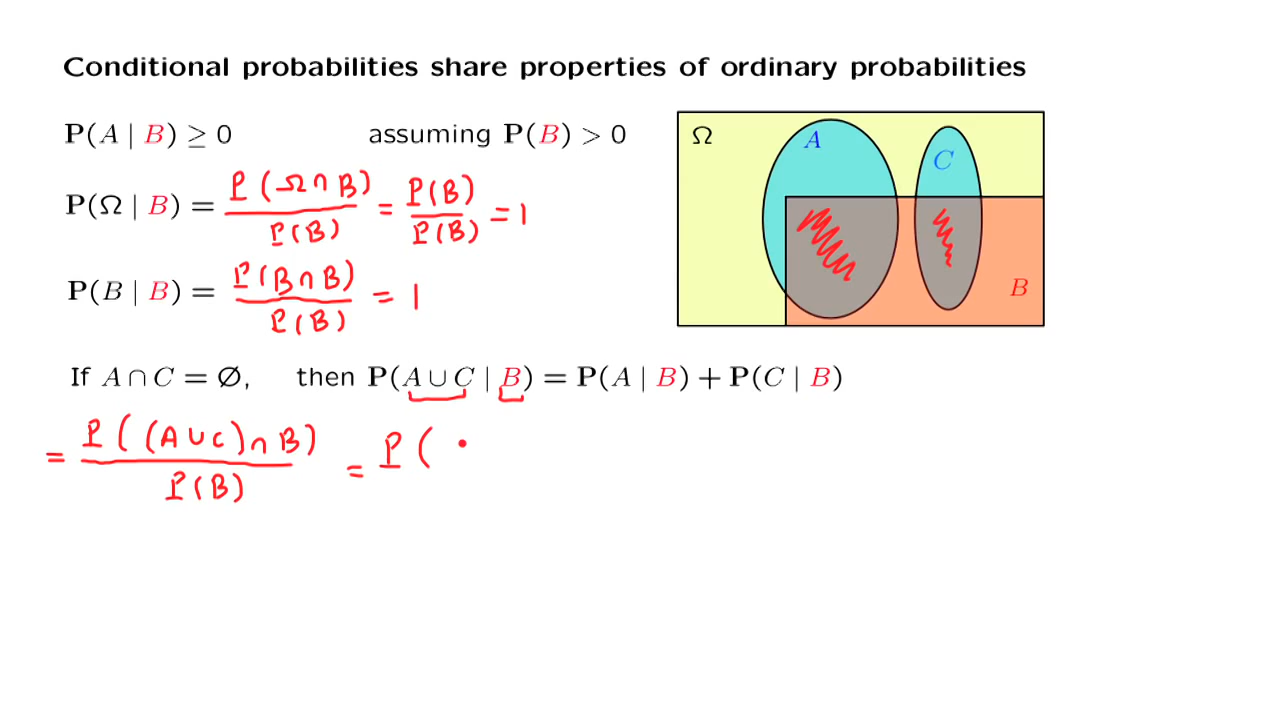 Conditional probabilities share properties of ordinary probabilities
P(A | B) ≥ 0 assuming P(B) > 0
P(Ω | B) = P(Ω∩B)/P(B) = P(B)/P(B) = 1
P(B | B) = P(B∩B)/P(B) = 1
If A ∩ C = Ø, then P(A ∪ C | B) = P(A | B) + P(C | B)
= P((A∪C)∩B)/P(B) = P(
Ω
A
C
B